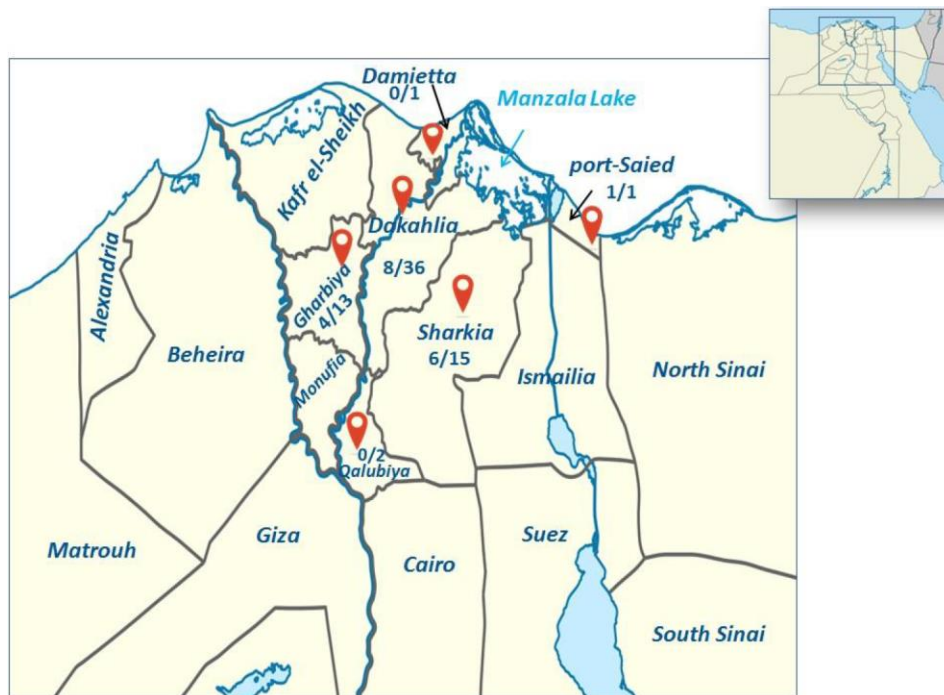 Damietta
0/1
Manzala Lake
Kafr el-Sheikh
port-Saied
1/1
Dakahlia
8/36
Alexandria
Gharbiya
4/13
Beheira
Sharkia
6/15
Monufia
Ismailia
North Sinai
0/2
Qalubiya
Matrouh
Giza
Cairo
Suez
South Sinai